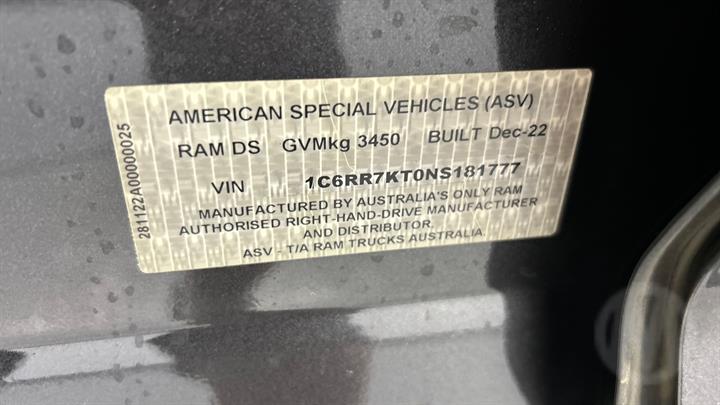 AMERICAN SPECIAL VEHICLES (ASV)
RAM DS GVMkg 3450 BUILT Dec-22
VIN 1C6RR7KT0NS181777
MANUFACTURED BY AUSTRALIA'S ONLY RAM
AUTHORISED RIGHT-HAND-DRIVE MANUFACTURER
AND DISTRIBUTOR.
ASV - T/A RAM TRUCKS AUSTRALIA
281122A00000025